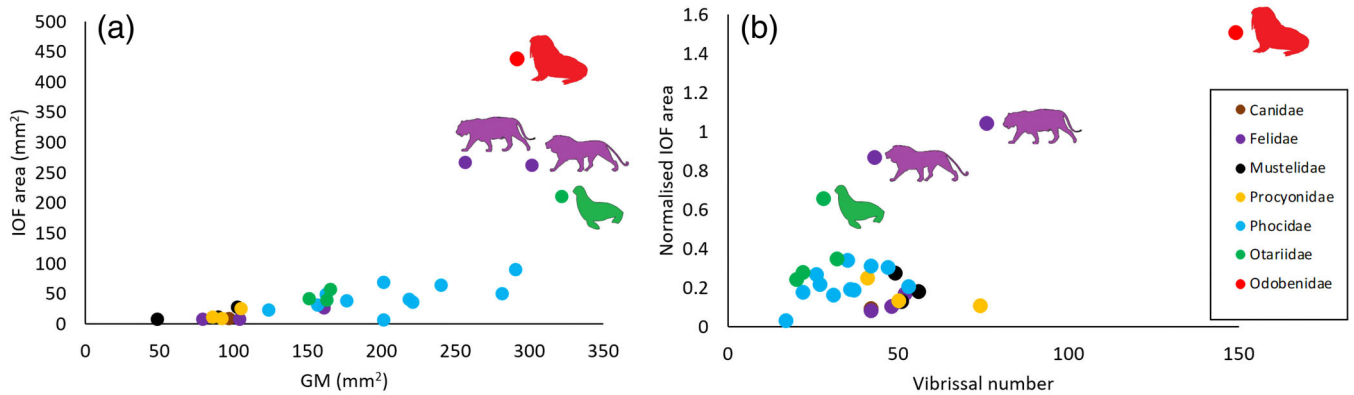 (a)
IOF area (mm²)
500
450
400
350
300
250
200
150
100
50
0
0 50 100 150 200 250 300 350
GM (mm²)
(b)
Normalised IOF area
1.6
1.4
1.2
1
0.8
0.6
0.4
0.2
0
0 50 100 150
Vibrissal number
Canidae
Felidae
Mustelidae
Procyonidae
Phocidae
Otariidae
Odobenidae